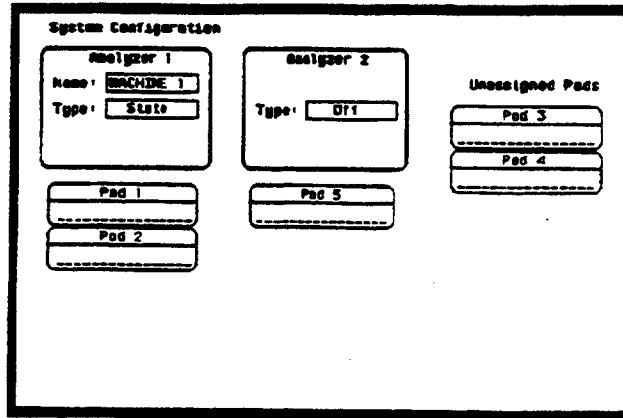 System Configuration
Analyzer 1
Name: MACHINE 1
Type: State
Analyzer 2
Type: Off
Unassigned Pods
Pod 3
Pod 4
Pod 1
Pod 2
Pod 5